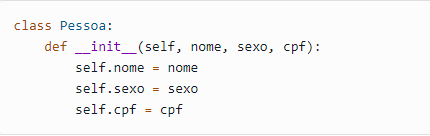 class Pessoa:
    def __init__(self, nome, sexo, cpf):
        self.nome = nome
        self.sexo = sexo
        self.cpf = cpf